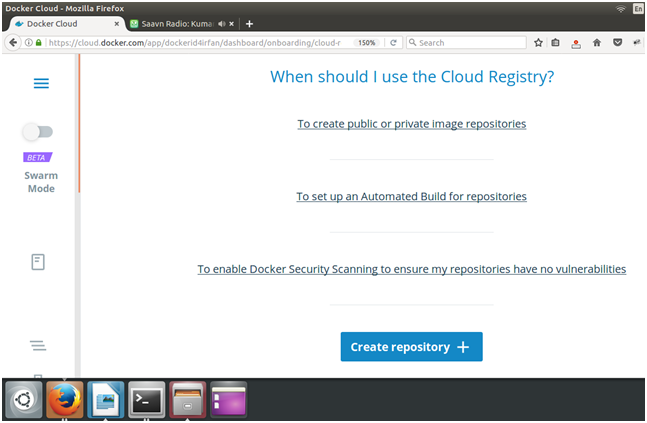 Docker Cloud - Mozilla Firefox
En
Docker Cloud
Saavn Radio: Kumar
https://cloud.docker.com/app/dockerid4irfan/dashboard/onboarding/cloud-r
150%
Search
When should I use the Cloud Registry?
To create public or private image repositories
BETA
Swarm
Mode
To set up an Automated Build for repositories
To enable Docker Security Scanning to ensure my repositories have no vulnerabilities
Create repository +